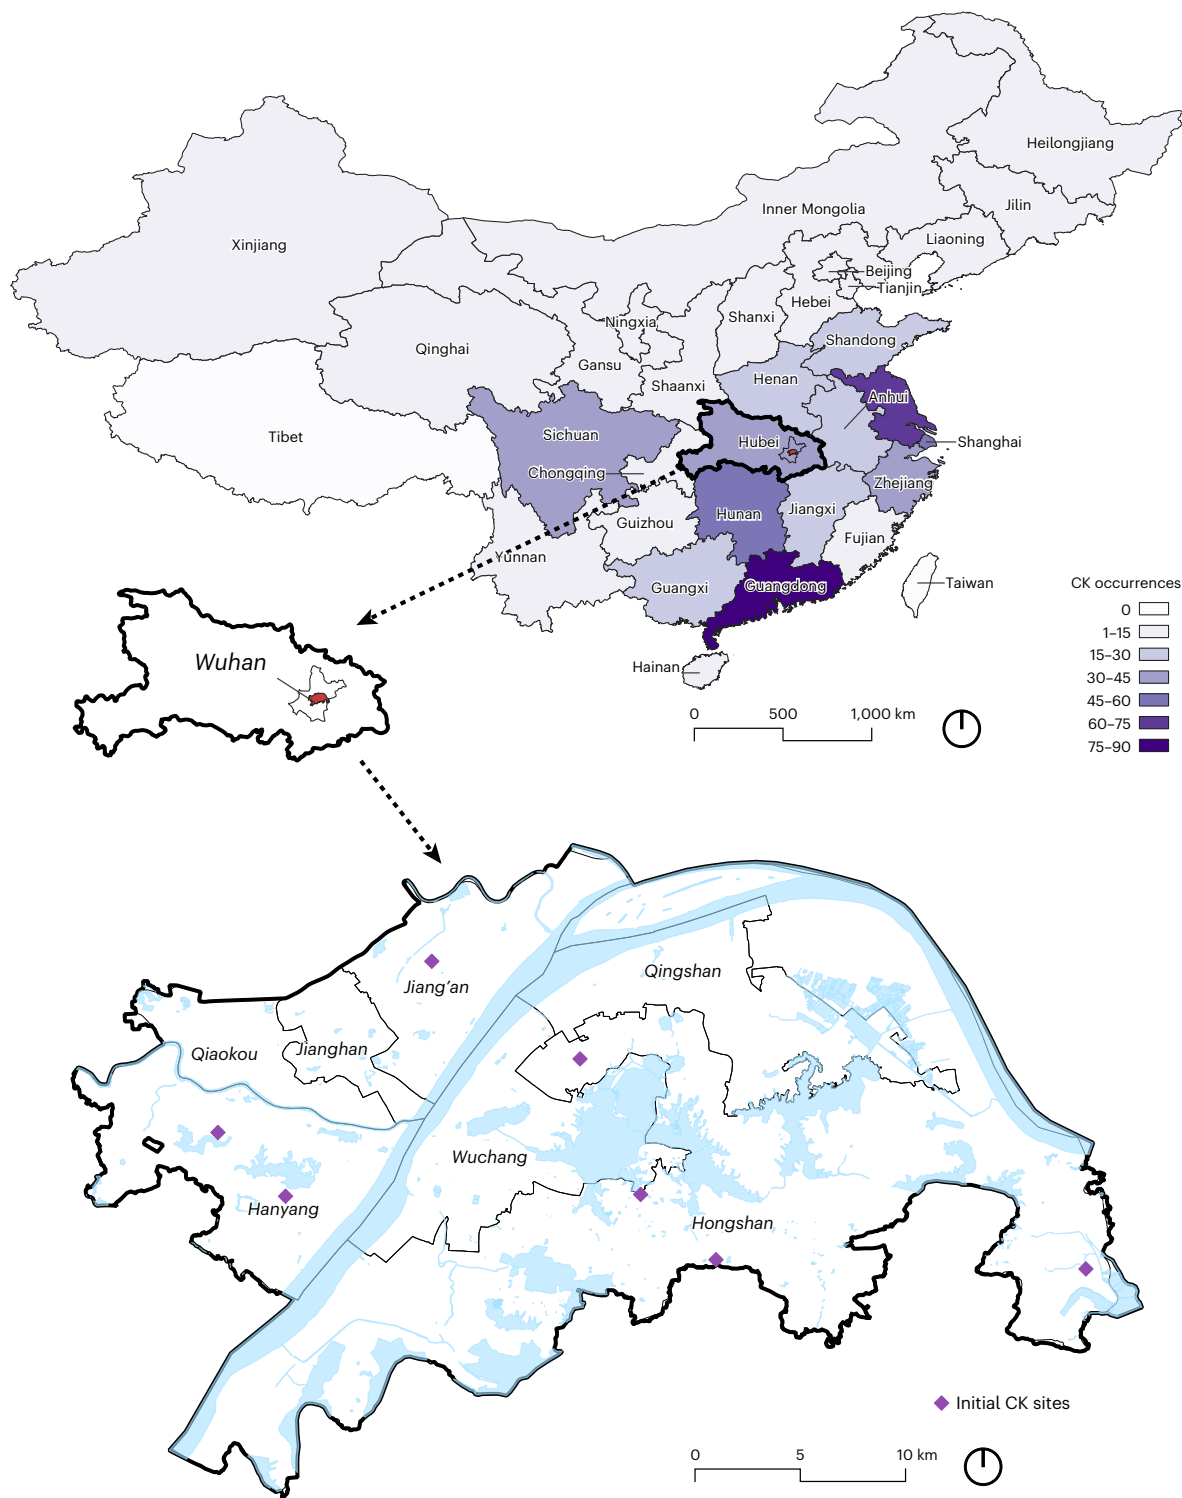 Heilongjiang
Jilin
Inner Mongolia
Liaoning
Xinjiang
Beijing
Tianjin
Hebei
Shanxi
Ningxia
Shandong
Qinghai
Gansu
Henan
Shaanxi
Anhui
Sichuan
Tibet
Hubei
Shanghai
Chongqing
Zhejiang
Hunan
Jiangxi
Guizhou
Fujian
Yunnan
Guangxi
Guangdong
Taiwan
Hainan
CK occurrences
0
1–15
15–30
30–45
45–60
60–75
75–90
0 500 1,000 km
Wuhan
Qingshan
Jiang'an
Qiaokou
Jianghan
Wuchang
Hanyang
Hongshan
Initial CK sites
0 5 10 km